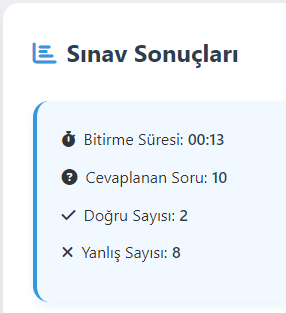 Sınav Sonuçları
Bitirme Süresi: 00:13
Cevaplanan Soru: 10
Doğru Sayısı: 2
Yanlış Sayısı: 8